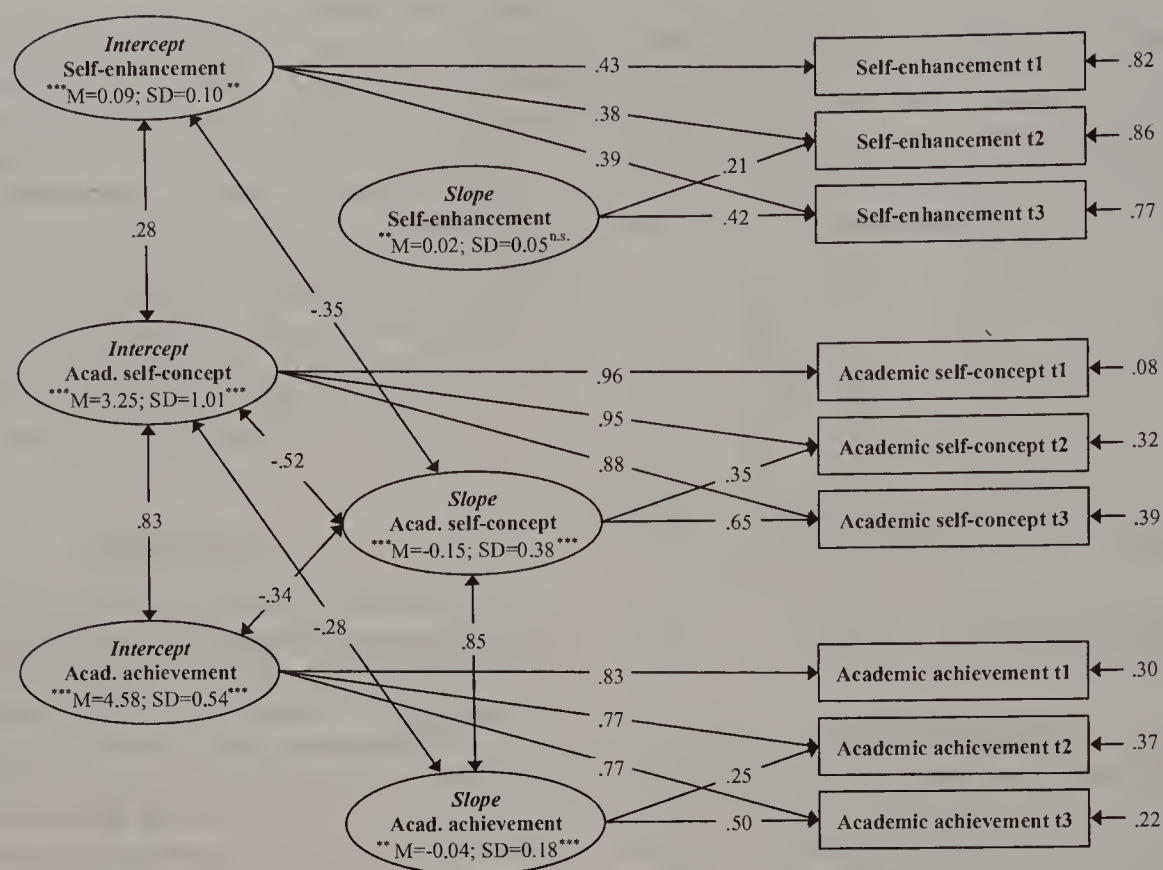 Intercept
Self-enhancement
***M=0.09; SD=0.10 **
.43
Self-enhancement t1
.82
.38
Self-enhancement t2
.86
.39
.21
Slope
Self-enhancement
**M=0.02; SD=0.05 n.s.
.42
Self-enhancement t3
.77
.28
-.35
Intercept
Acad. self-concept
***M=3.25; SD=1.01 ***
.96
Academic self-concept t1
.08
.95
Academic self-concept t2
.32
-.52
.88
.35
Slope
Acad. self-concept
***M=-0.15; SD=0.38 ***
.65
Academic self-concept t3
.39
.83
-.34
-.28
.85
Intercept
Acad. achievement
***M=4.58; SD=0.54 ***
.83
Academic achievement t1
.30
.77
Academic achievement t2
.37
.77
.25
Slope
Acad. achievement
** M=-0.04; SD=0.18 ***
.50
Academic achievement t3
.22